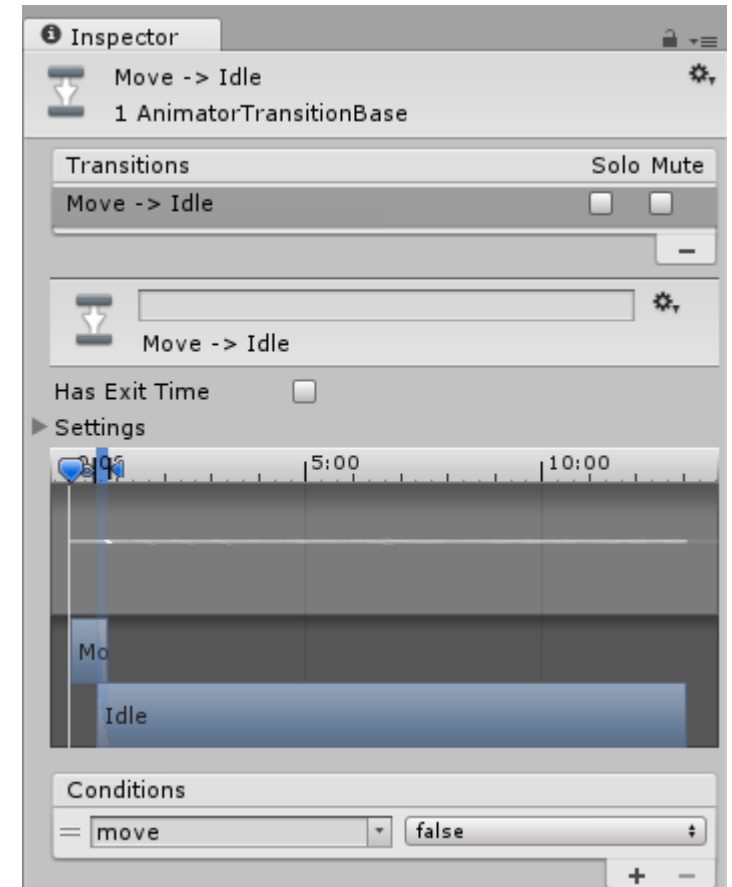 Inspector
Move -> Idle
1 AnimatorTransitionBase
Transitions Solo Mute
Move -> Idle
Move -> Idle
Has Exit Time
Settings
5:00 10:00
Mo
Idle
Conditions
move false